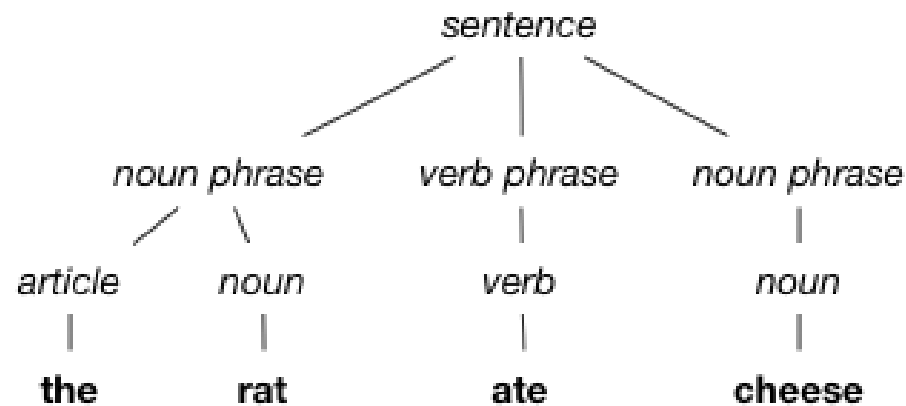 sentence
noun phrase verb phrase noun phrase
article noun verb noun
the rat ate cheese